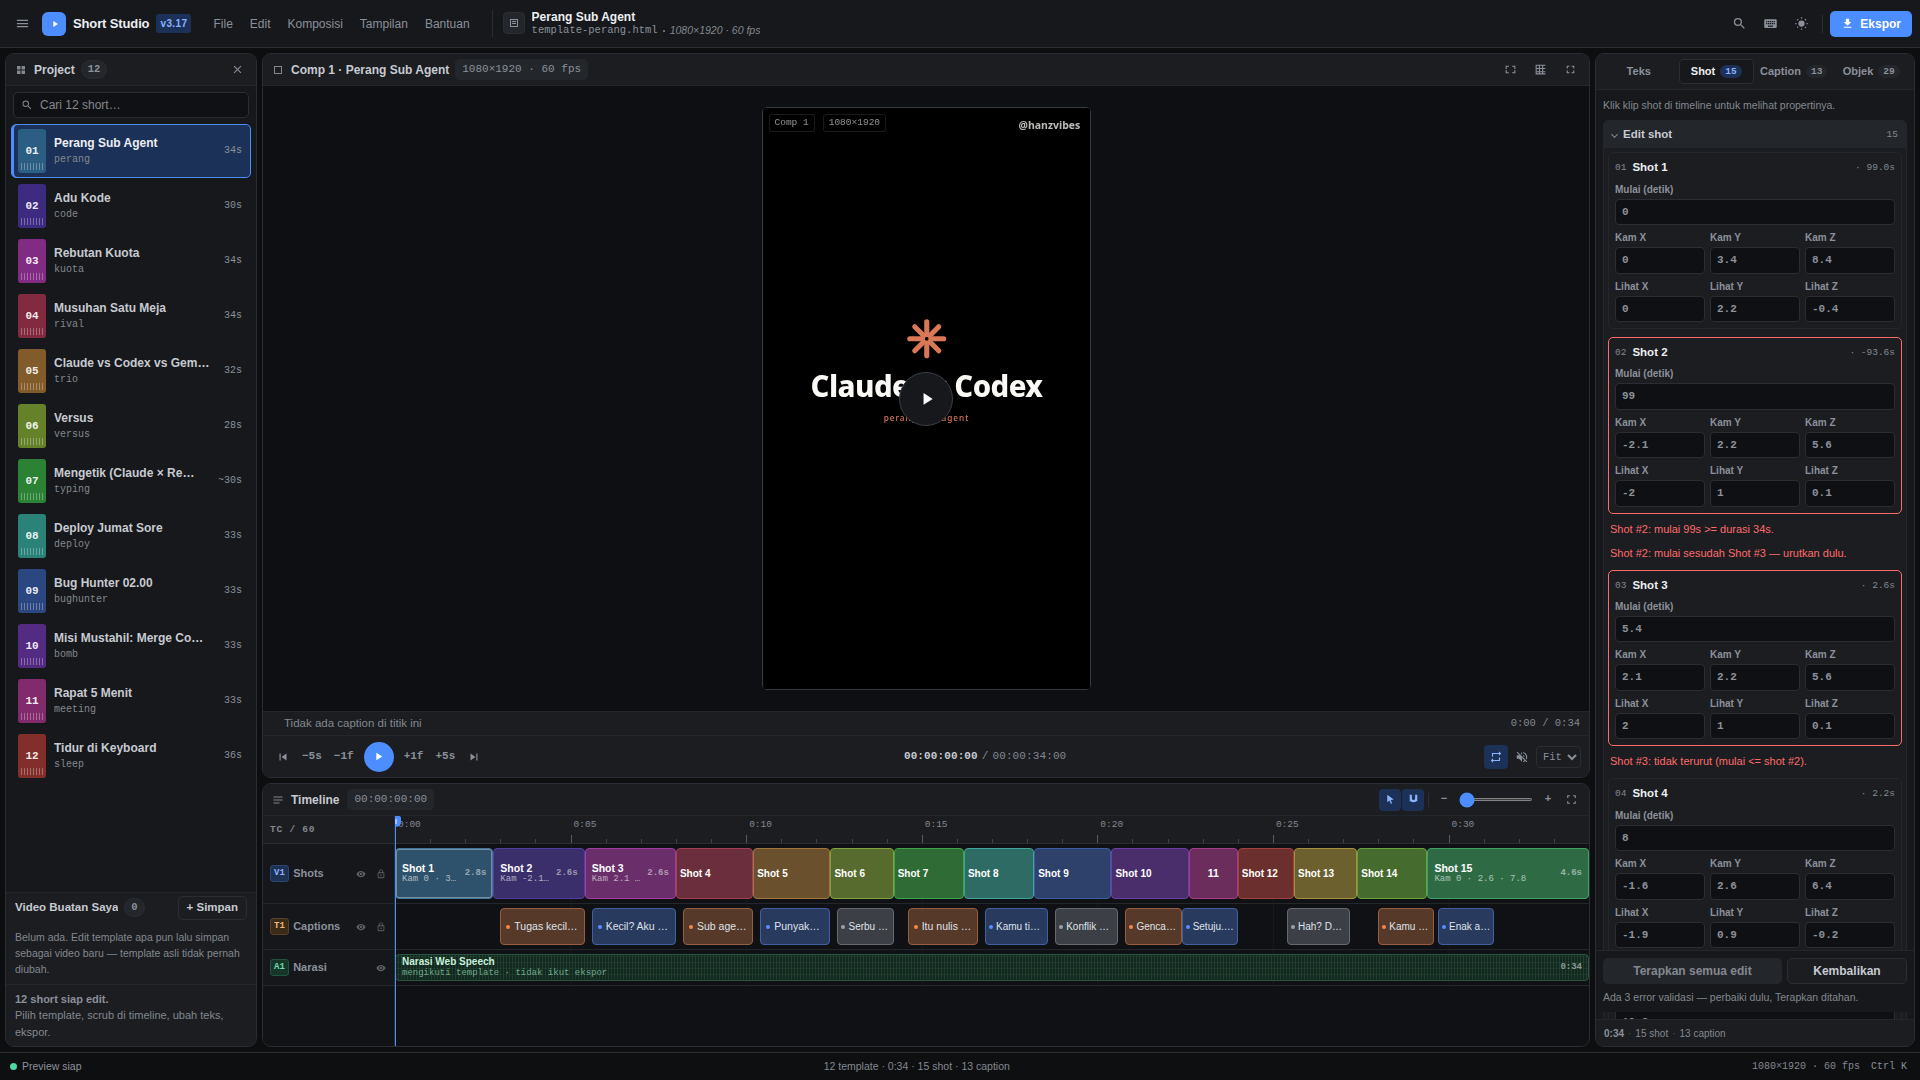 Short Studio v3.17 File Edit Komposisi Tampilan Bantuan
Perang Sub Agent
template-perang.html · 1080×1920 · 60 fps
Ekspor
Project 12
Cari 12 short…
01 Perang Sub Agent 34s
perang
02 Adu Kode 30s
code
03 Rebutan Kuota 34s
kuota
04 Musuhan Satu Meja 34s
rival
05 Claude vs Codex vs Gem… 32s
trio
06 Versus 28s
versus
07 Mengetik (Claude × Re… ~30s
typing
08 Deploy Jumat Sore 33s
deploy
09 Bug Hunter 02.00 33s
bughunter
10 Misi Mustahil: Merge Co… 33s
bomb
11 Rapat 5 Menit 33s
meeting
12 Tidur di Keyboard 36s
sleep
Video Buatan Saya 0 + Simpan
Belum ada. Edit template apa pun lalu simpan
sebagai video baru — template asli tidak pernah
diubah.
12 short siap edit.
Pilih template, scrub di timeline, ubah teks,
ekspor.
Comp 1 · Perang Sub Agent 1080×1920 · 60 fps
Comp 1 1080×1920 @hanzvibes
Claude Codex
Tidak ada caption di titik ini 0:00 / 0:34
−5s −1f +1f +5s 00:00:00:00 / 00:00:34:00 Fit
Timeline 00:00:00:00 − +
TC / 60 0:00 0:05 0:10 0:15 0:20 0:25 0:30
V1 Shots
Shot 1 2.8s
Kam 0 · 3…
Shot 2 2.6s
Kam -2.1…
Shot 3 2.6s
Kam 2.1 …
Shot 4 Shot 5 Shot 6 Shot 7 Shot 8 Shot 9 Shot 10 11 Shot 12 Shot 13 Shot 14
Shot 15 4.6s
Kam 0 · 2.6 · 7.8
T1 Captions Tugas kecil… Kecil? Aku … Sub age… Punyak… Serbu … Itu nulis … Kamu ti… Konflik … Genca… Setuju.… Hah? D… Kamu … Enak a…
A1 Narasi
Narasi Web Speech
mengikuti template · tidak ikut ekspor 0:34
Teks Shot 15 Caption 13 Objek 29
Klik klip shot di timeline untuk melihat propertinya.
Edit shot 15
01 Shot 1 · 99.0s
Mulai (detik)
0
Kam X Kam Y Kam Z
0 3.4 8.4
Lihat X Lihat Y Lihat Z
0 2.2 -0.4
02 Shot 2 · -93.6s
Mulai (detik)
99
Kam X Kam Y Kam Z
-2.1 2.2 5.6
Lihat X Lihat Y Lihat Z
-2 1 0.1
Shot #2: mulai 99s >= durasi 34s.
Shot #2: mulai sesudah Shot #3 — urutkan dulu.
03 Shot 3 · 2.6s
Mulai (detik)
5.4
Kam X Kam Y Kam Z
2.1 2.2 5.6
Lihat X Lihat Y Lihat Z
2 1 0.1
Shot #3: tidak terurut (mulai <= shot #2).
04 Shot 4 · 2.2s
Mulai (detik)
8
Kam X Kam Y Kam Z
-1.6 2.6 6.4
Lihat X Lihat Y Lihat Z
-1.9 0.9 -0.2
Terapkan semua edit Kembalikan
Ada 3 error validasi — perbaiki dulu, Terapkan ditahan.
0:34 · 15 shot · 13 caption
Preview siap 12 template · 0:34 · 15 shot · 13 caption 1080×1920 · 60 fps Ctrl K